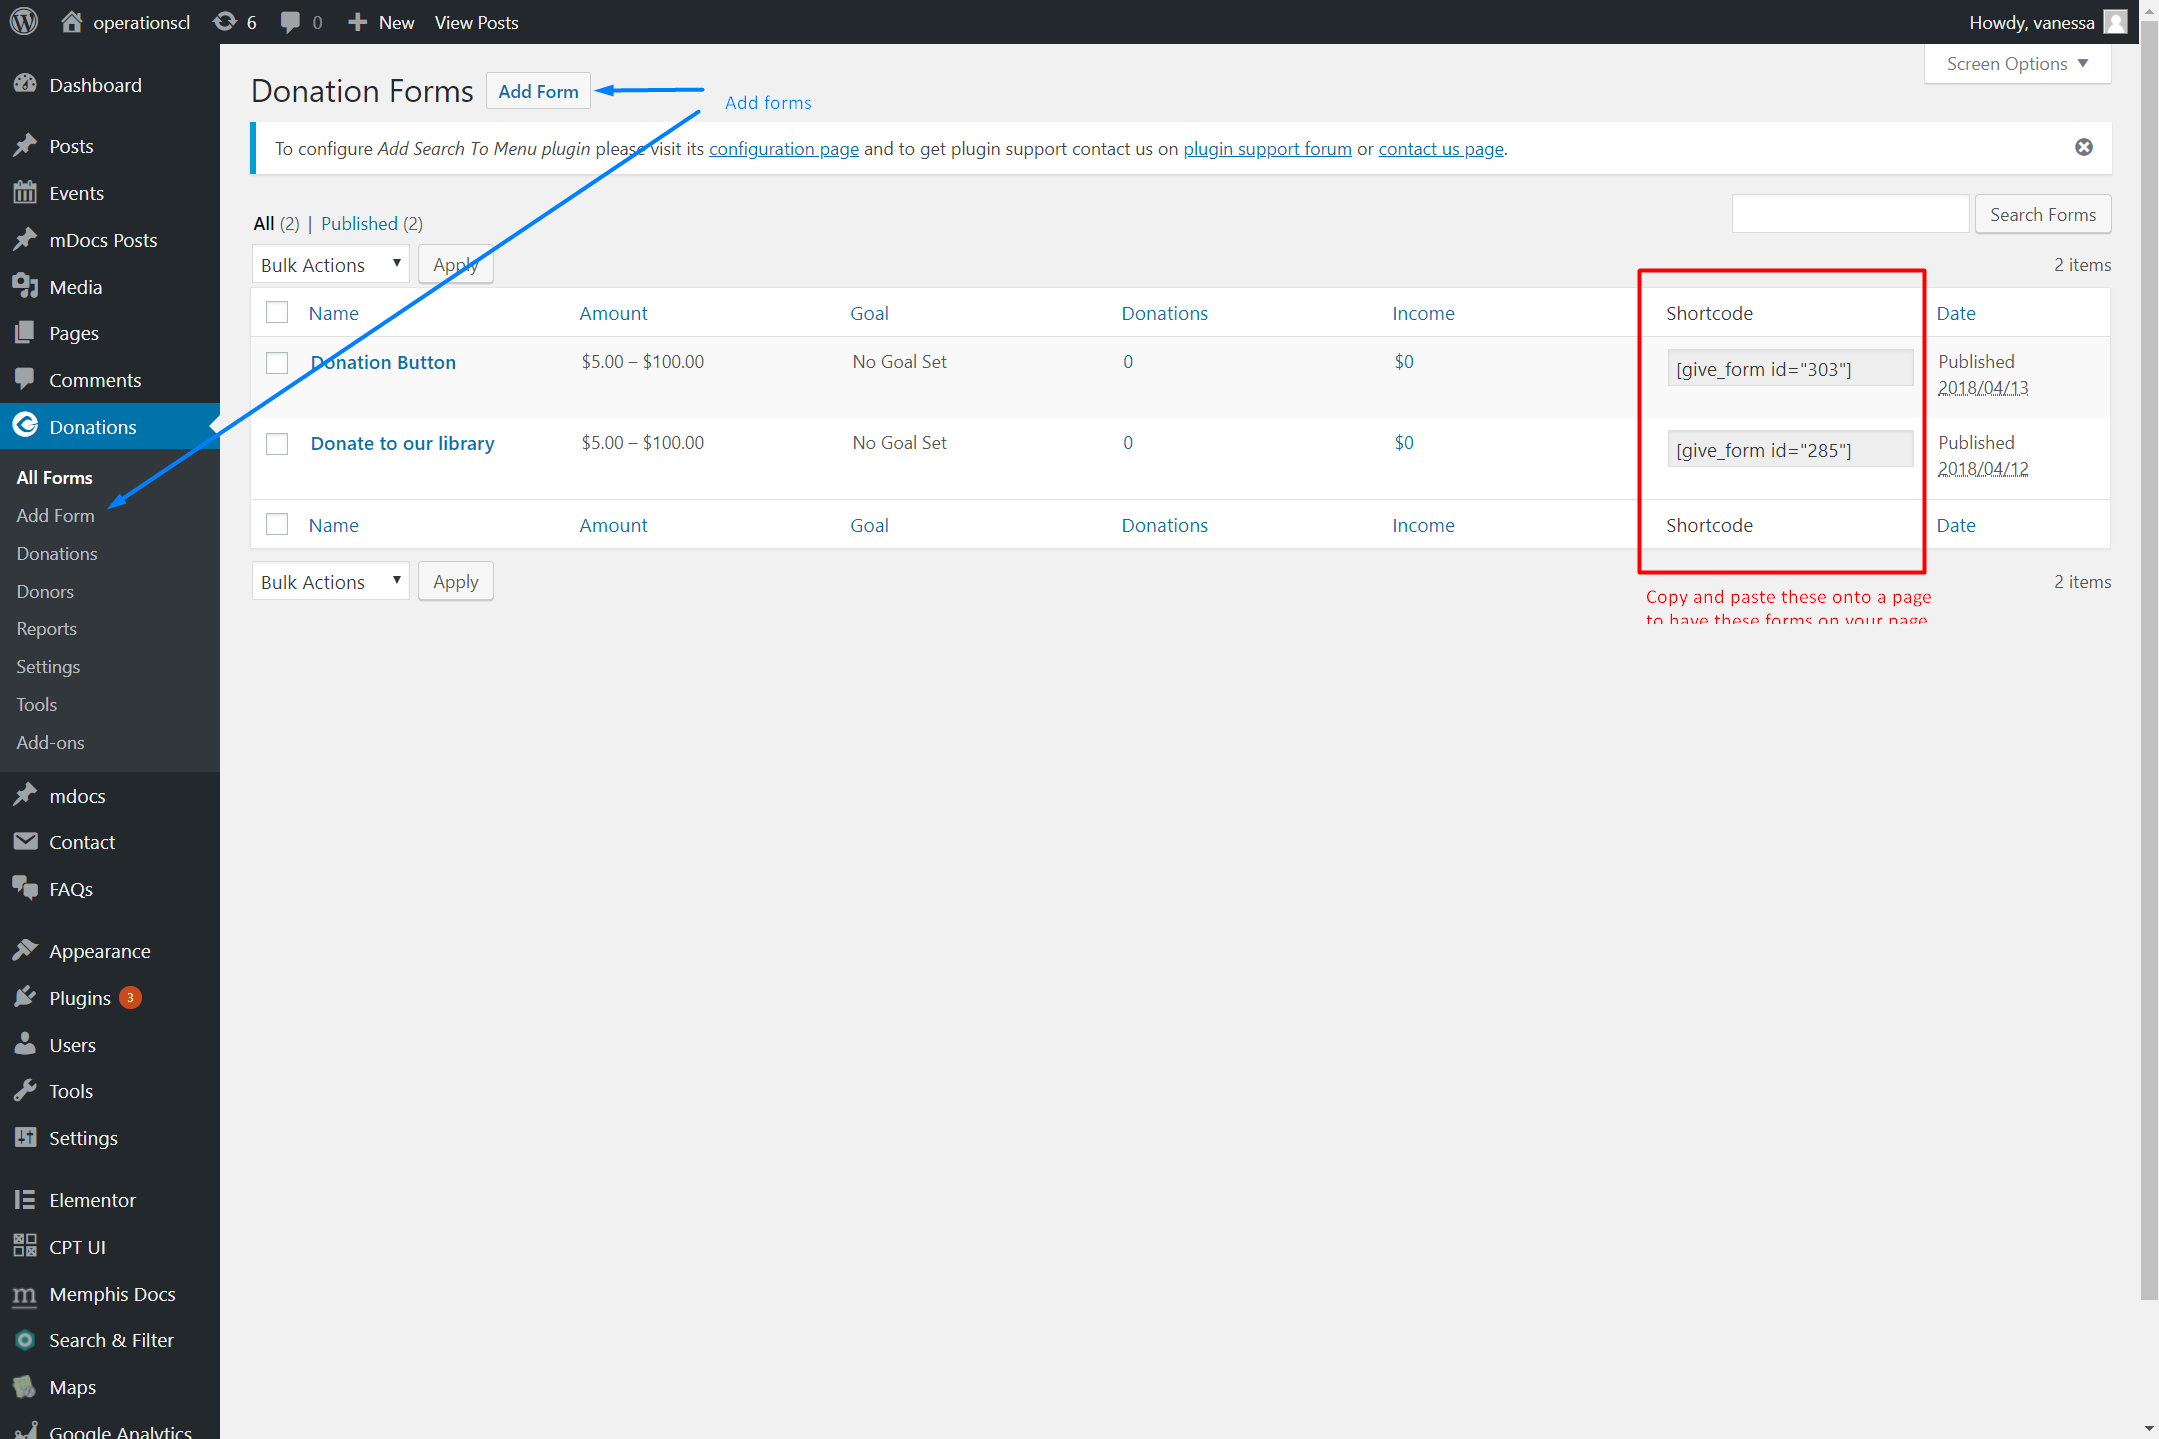 operationscl 6 0 New View Posts Howdy, vanessa
Screen Options
Dashboard
Posts
Events
mDocs Posts
Media
Pages
Comments
Donations
All Forms
Add Form
Donations
Donors
Reports
Settings
Tools
Add-ons
mdocs
Contact
FAQs
Appearance
Plugins 3
Users
Tools
Settings
Elementor
CPT UI
Memphis Docs
Search & Filter
Maps
Google Analytics
Donation Forms Add Form
Add forms
To configure Add Search To Menu plugin please visit its configuration page and to get plugin support contact us on plugin support forum or contact us page.
All (2) | Published (2)
Search Forms
Bulk Actions Apply
2 items
Name Amount Goal Donations Income Shortcode Date
Donation Button $5.00 – $100.00 No Goal Set 0 $0 [give_form id="303"] Published
2018/04/13
Donate to our library $5.00 – $100.00 No Goal Set 0 $0 [give_form id="285"] Published
2018/04/12
Name Amount Goal Donations Income Shortcode Date
Bulk Actions Apply
2 items
Copy and paste these onto a page
to have these forms on your page